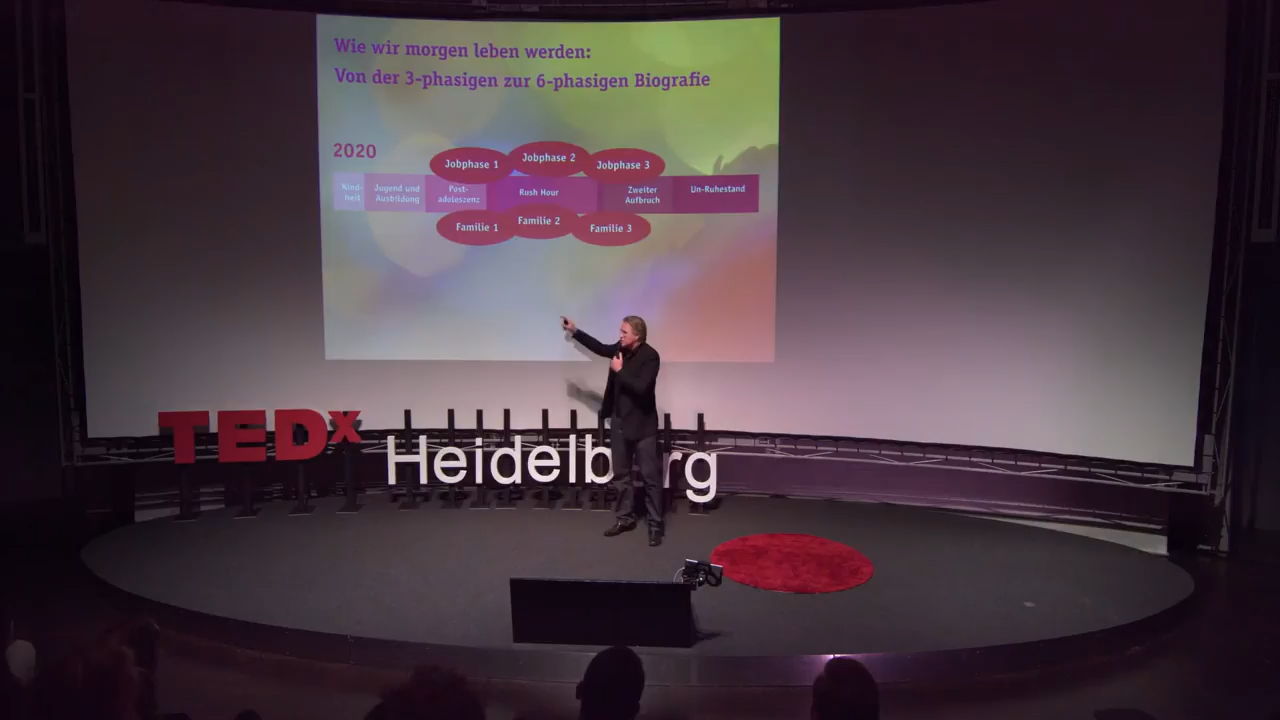 Wie wir morgen leben werden:
Von der 3-phasigen zur 6-phasigen Biografie
2020
Jobphase 1
Jobphase 2
Jobphase 3
Kind-
heit
Jugend und
Ausbildung
Post-
adoleszenz
Rush Hour
Zweiter
Aufbruch
Un-Ruhestand
Familie 1
Familie 2
Familie 3
TEDx
Heidelb rg